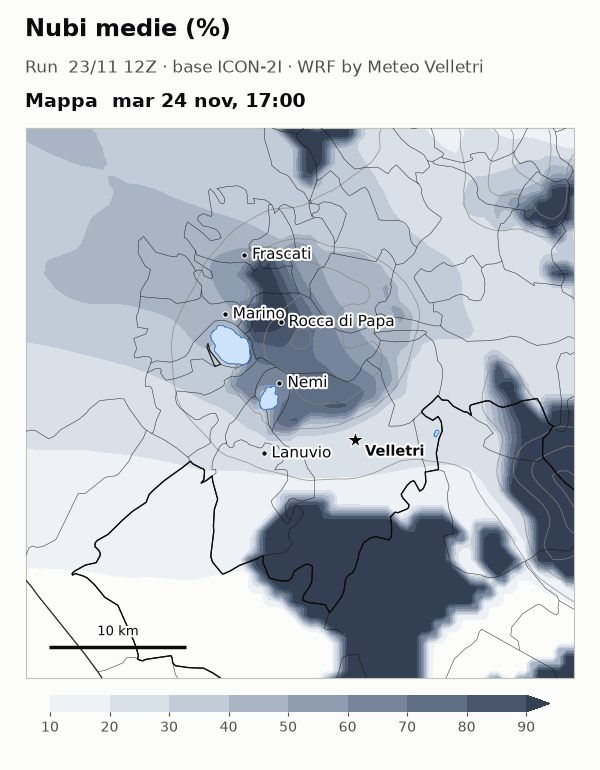 Nubi medie (%)
Run  23/11 12Z · base ICON-2I · WRF by Meteo Velletri
Mappa  mar 24 nov, 17:00
Frascati
Marino
Rocca di Papa
Nemi
Velletri
Lanuvio
10 km
10 20 30 40 50 60 70 80 90